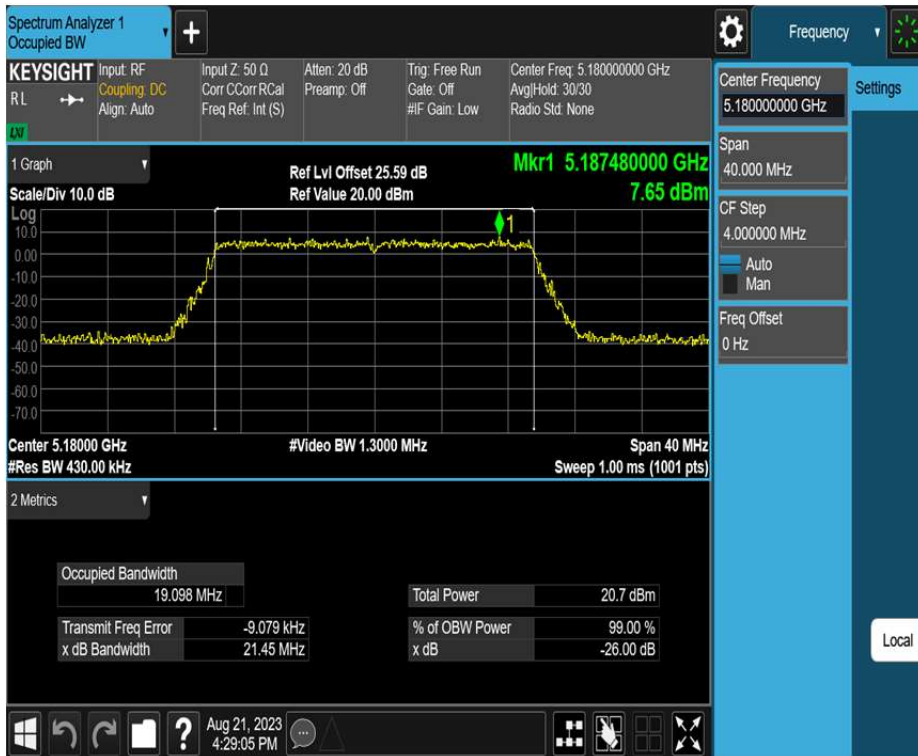 Spectrum Analyzer 1
Occupied BW
+
Frequency
KEYSIGHT
RL
LXI
Input: RF
Coupling: DC
Align: Auto
Input Z: 50 Ω
Corr CCorr RCal
Freq Ref: Int (S)
Atten: 20 dB
Preamp: Off
Trig: Free Run
Gate: Off
#IF Gain: Low
Center Freq: 5.180000000 GHz
Avg|Hold: 30/30
Radio Std: None
Center Frequency
5.180000000 GHz
Settings
Span
40.000 MHz
CF Step
4.000000 MHz
Auto
Man
Freq Offset
0 Hz
Local
1 Graph
Scale/Div 10.0 dB
Ref Lvl Offset 25.59 dB
Ref Value 20.00 dBm
Mkr1 5.187480000 GHz
7.65 dBm
Log
10.0
0.00
-10.0
-20.0
-30.0
-40.0
-50.0
-60.0
-70.0
1
Center 5.18000 GHz
#Video BW 1.3000 MHz
Span 40 MHz
#Res BW 430.00 kHz
Sweep 1.00 ms (1001 pts)
2 Metrics
Occupied Bandwidth
19.098 MHz
Total Power 20.7 dBm
Transmit Freq Error -9.079 kHz
% of OBW Power 99.00 %
x dB Bandwidth 21.45 MHz
x dB -26.00 dB
?
Aug 21, 2023
4:29:05 PM